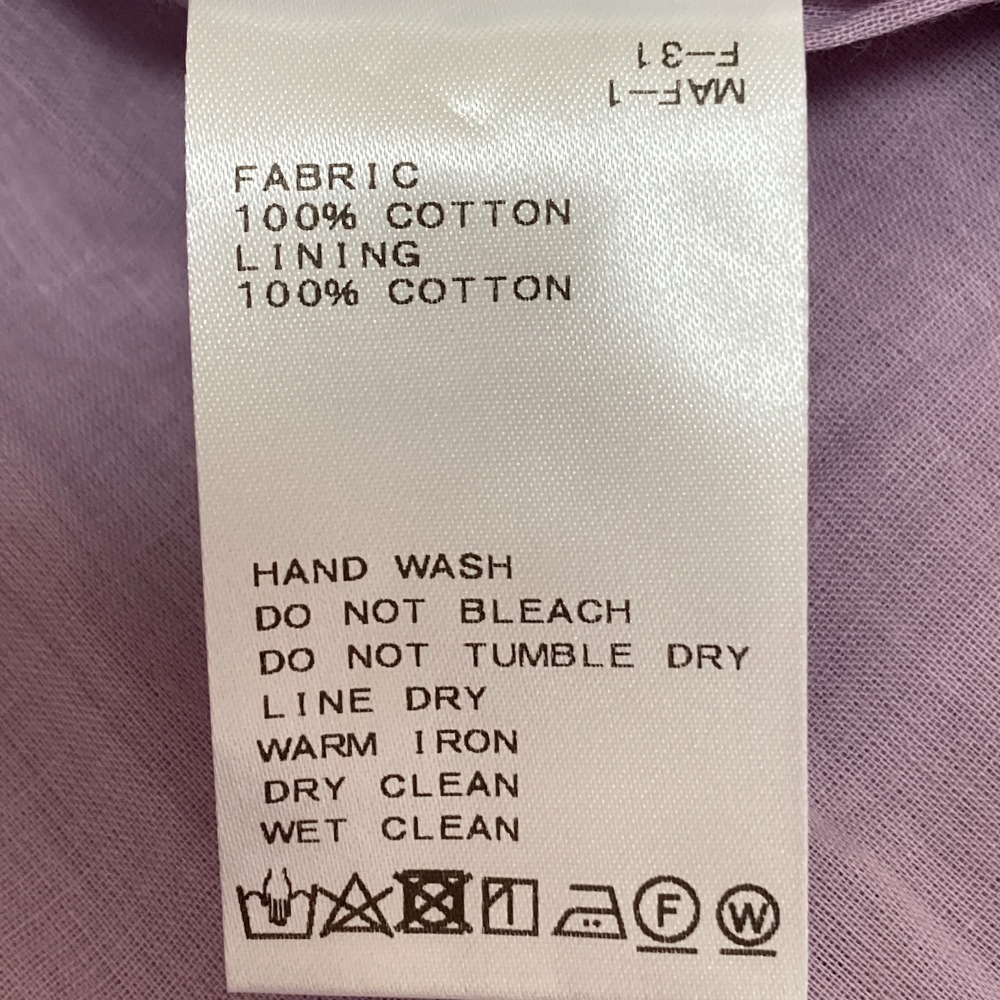 F-31
MAF-1
FABRIC
100% COTTON
LINING
100% COTTON
HAND WASH
DO NOT BLEACH
DO NOT TUMBLE DRY
LINE DRY
WARM IRON
DRY CLEAN
WET CLEAN
F W